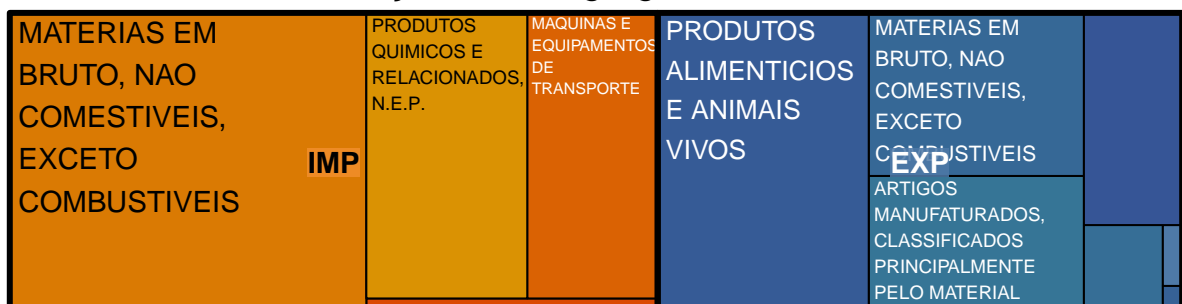 MATERIAS EM
BRUTO, NAO
COMESTIVEIS,
EXCETO
COMBUSTIVEIS
IMP
PRODUTOS
QUIMICOS E
RELACIONADOS,
N.E.P.
MAQUINAS E
EQUIPAMENTOS
DE
TRANSPORTE
PRODUTOS
ALIMENTICIOS
E ANIMAIS
VIVOS
MATERIAS EM
BRUTO, NAO
COMESTIVEIS,
EXCETO
COMBUSTIVEIS
EXP
ARTIGOS
MANUFATURADOS,
CLASSIFICADOS
PRINCIPALMENTE
PELO MATERIAL